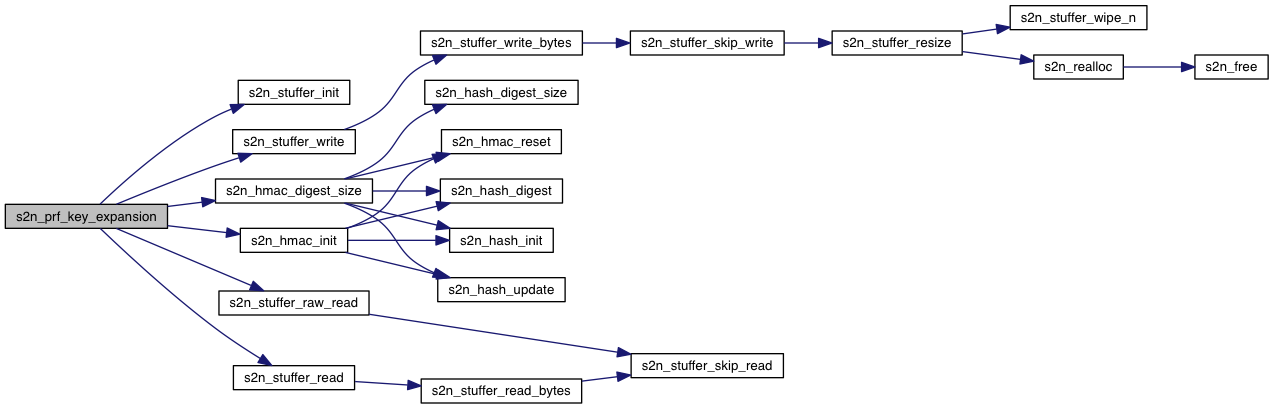 s2n_prf_key_expansion
s2n_stuffer_init
s2n_stuffer_write
s2n_stuffer_write_bytes
s2n_stuffer_skip_write
s2n_stuffer_resize
s2n_stuffer_wipe_n
s2n_realloc
s2n_free
s2n_hmac_digest_size
s2n_hash_digest_size
s2n_hmac_reset
s2n_hash_digest
s2n_hash_init
s2n_hash_update
s2n_hmac_init
s2n_stuffer_raw_read
s2n_stuffer_skip_read
s2n_stuffer_read
s2n_stuffer_read_bytes